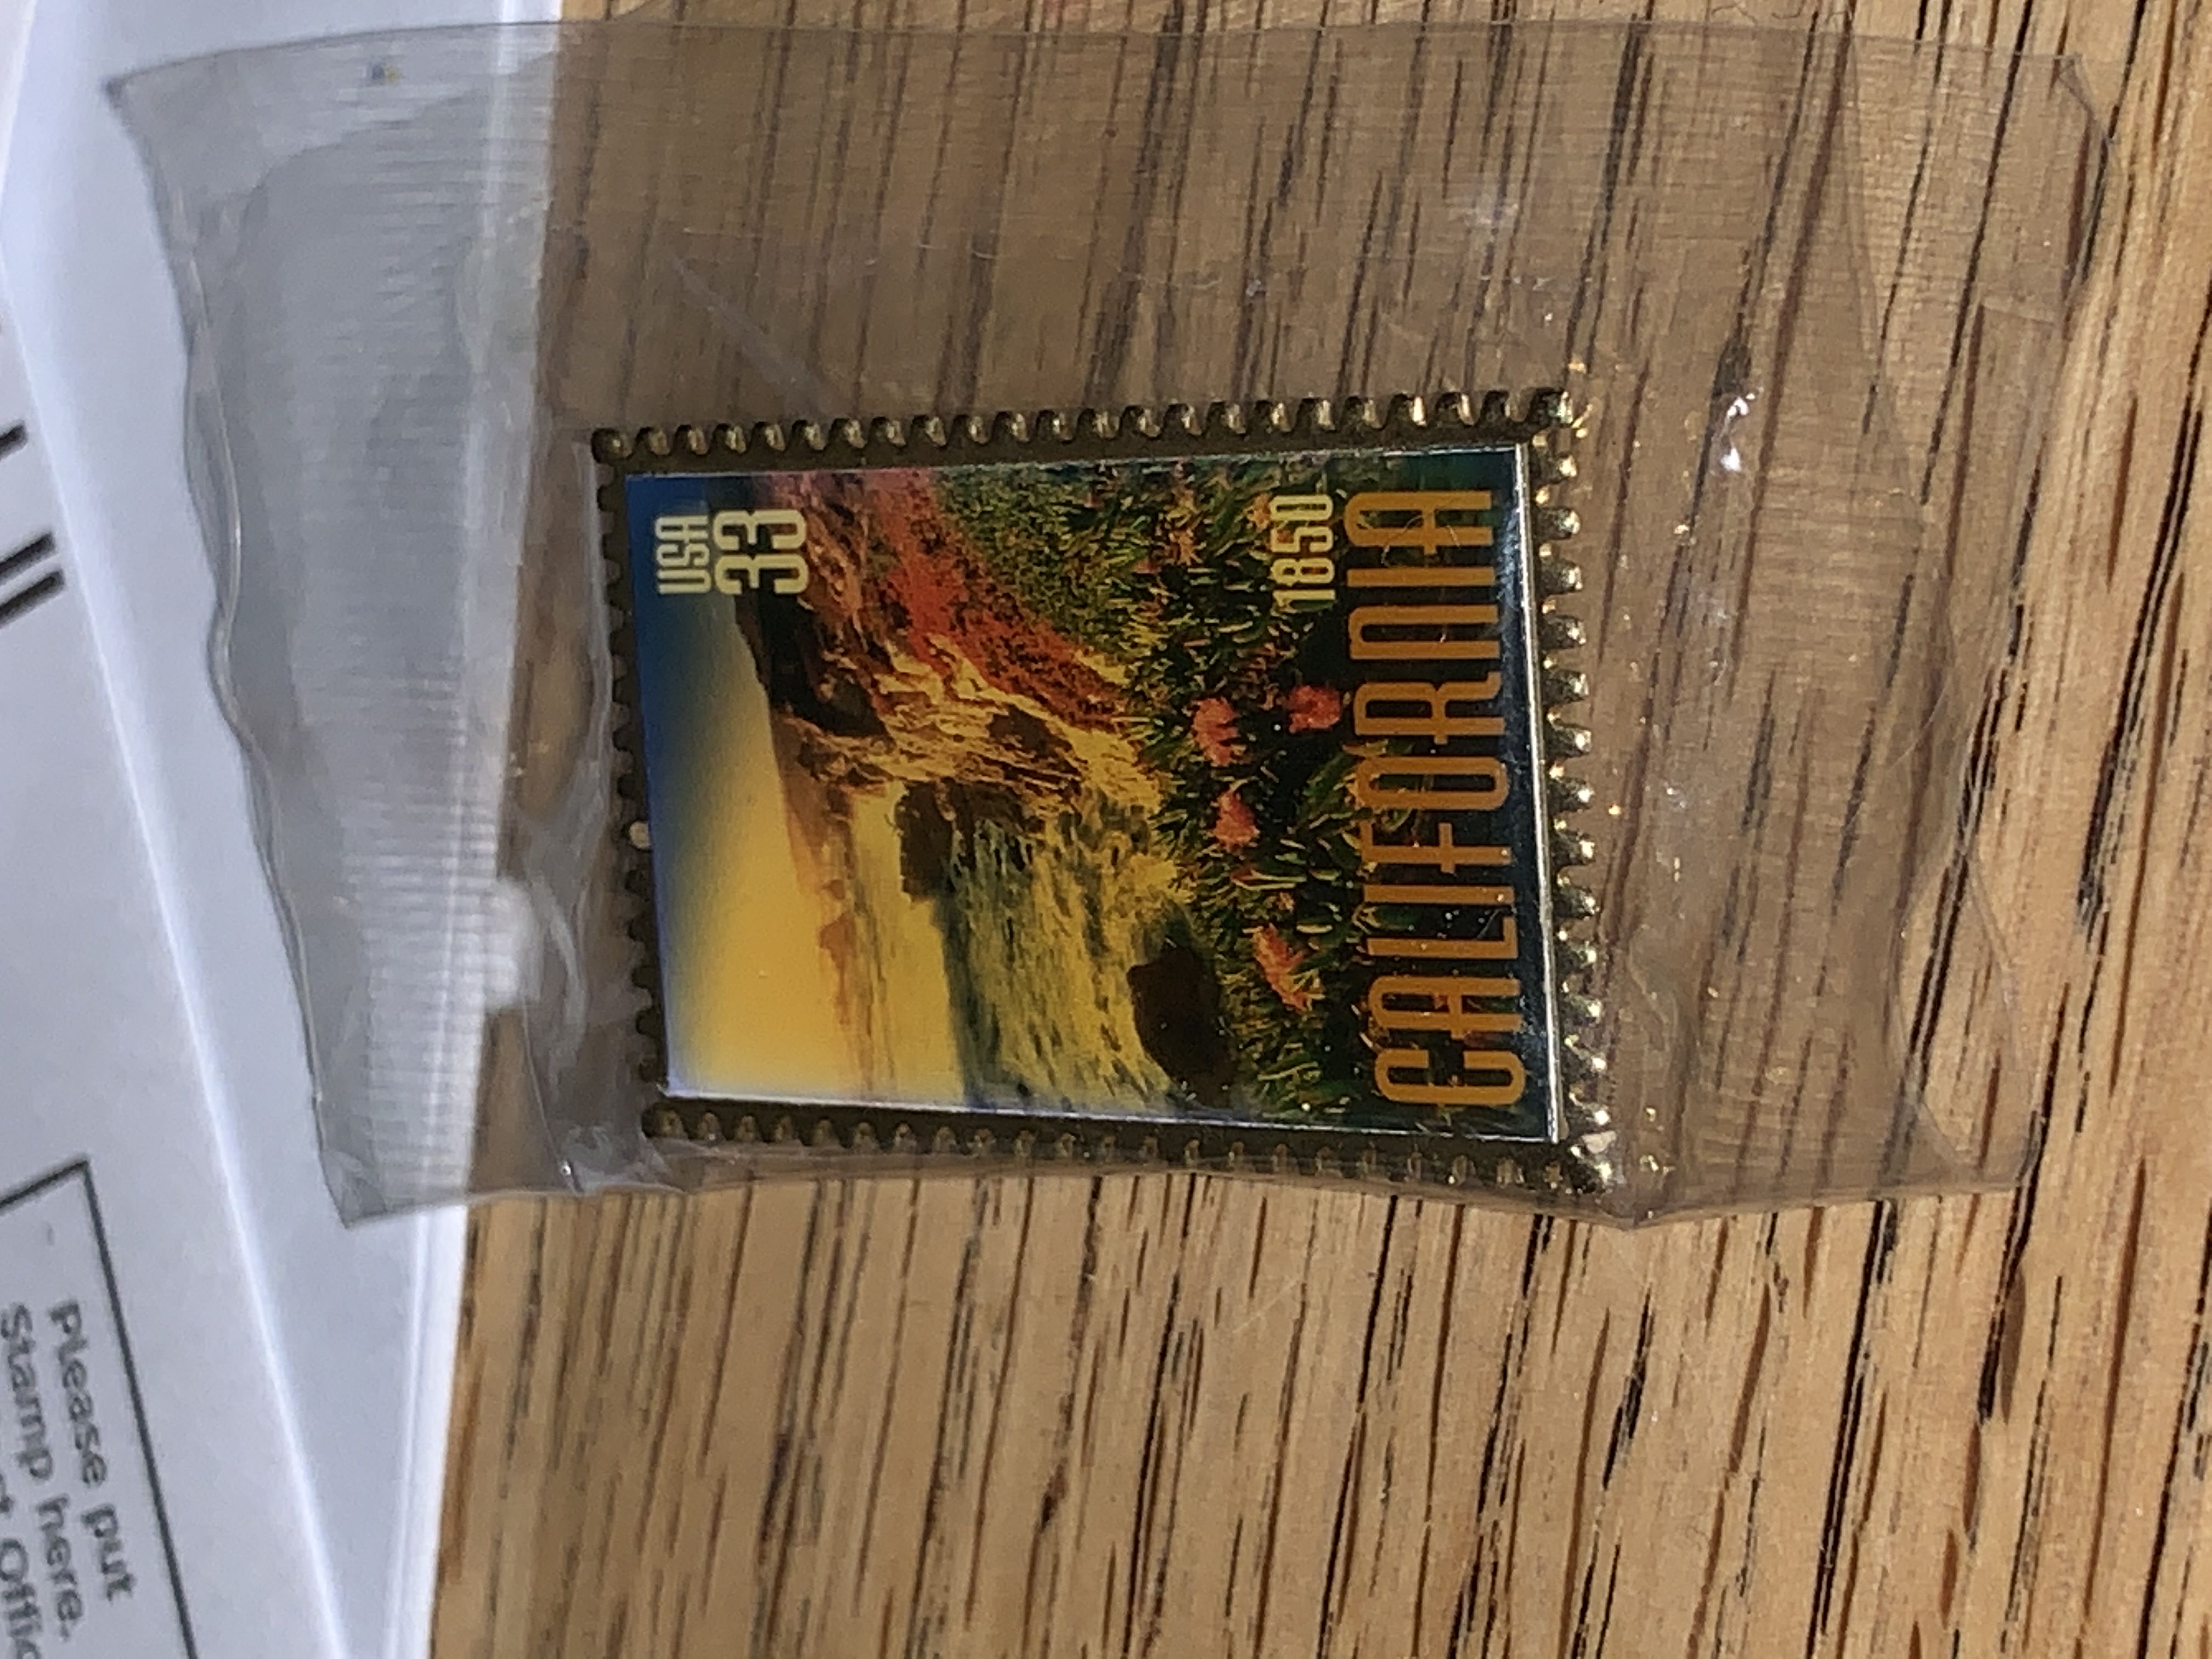 USA
33
1850
CALIFORNIA
Please put
Stamp here.